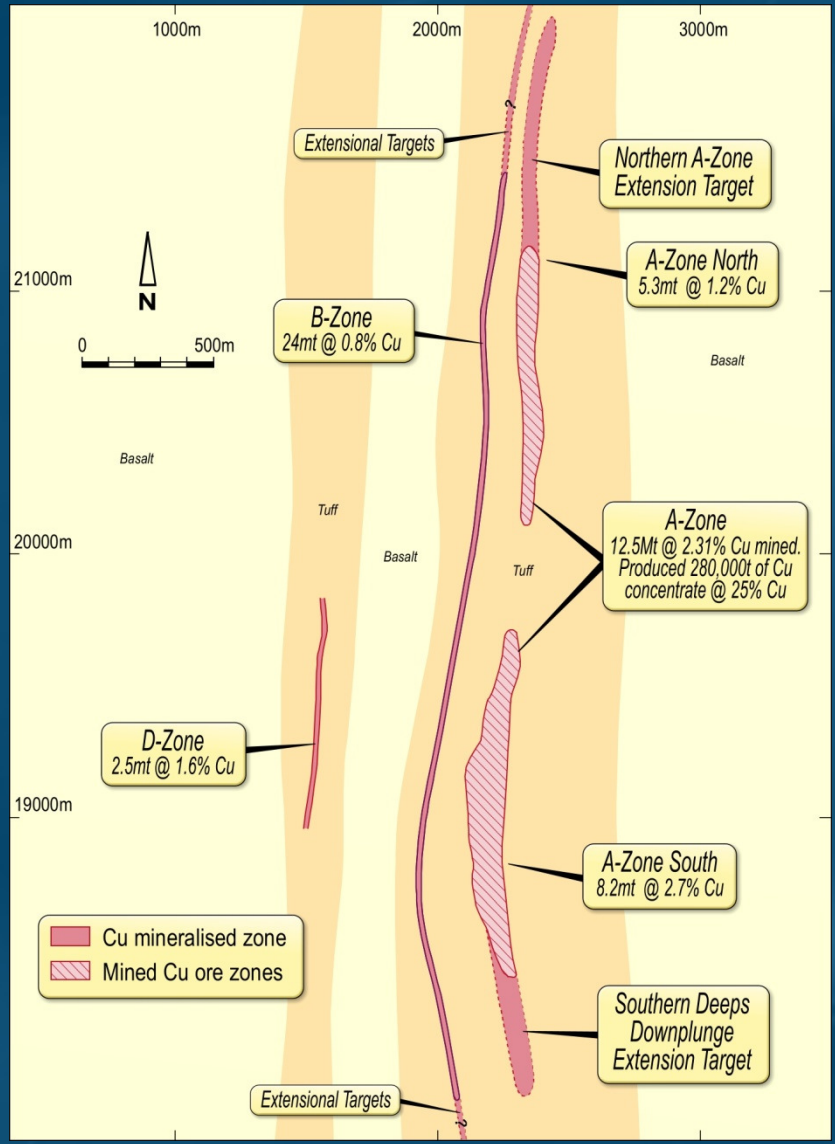 1000m
2000m
3000m
?
Extensional Targets
Northern A-Zone
Extension Target
21000m
N
A-Zone North
5.3mt @ 1.2% Cu
B-Zone
24mt @ 0.8% Cu
0
500m
Basalt
Basalt
Tuff
20000m
Basalt
Tuff
A-Zone
12.5Mt @ 2.31% Cu mined.
Produced 280,000t of Cu
concentrate @ 25% Cu
D-Zone
2.5mt @ 1.6% Cu
19000m
A-Zone South
8.2mt @ 2.7% Cu
Cu mineralised zone
Mined Cu ore zones
Southern Deeps
Downplunge
Extension Target
Extensional Targets
?